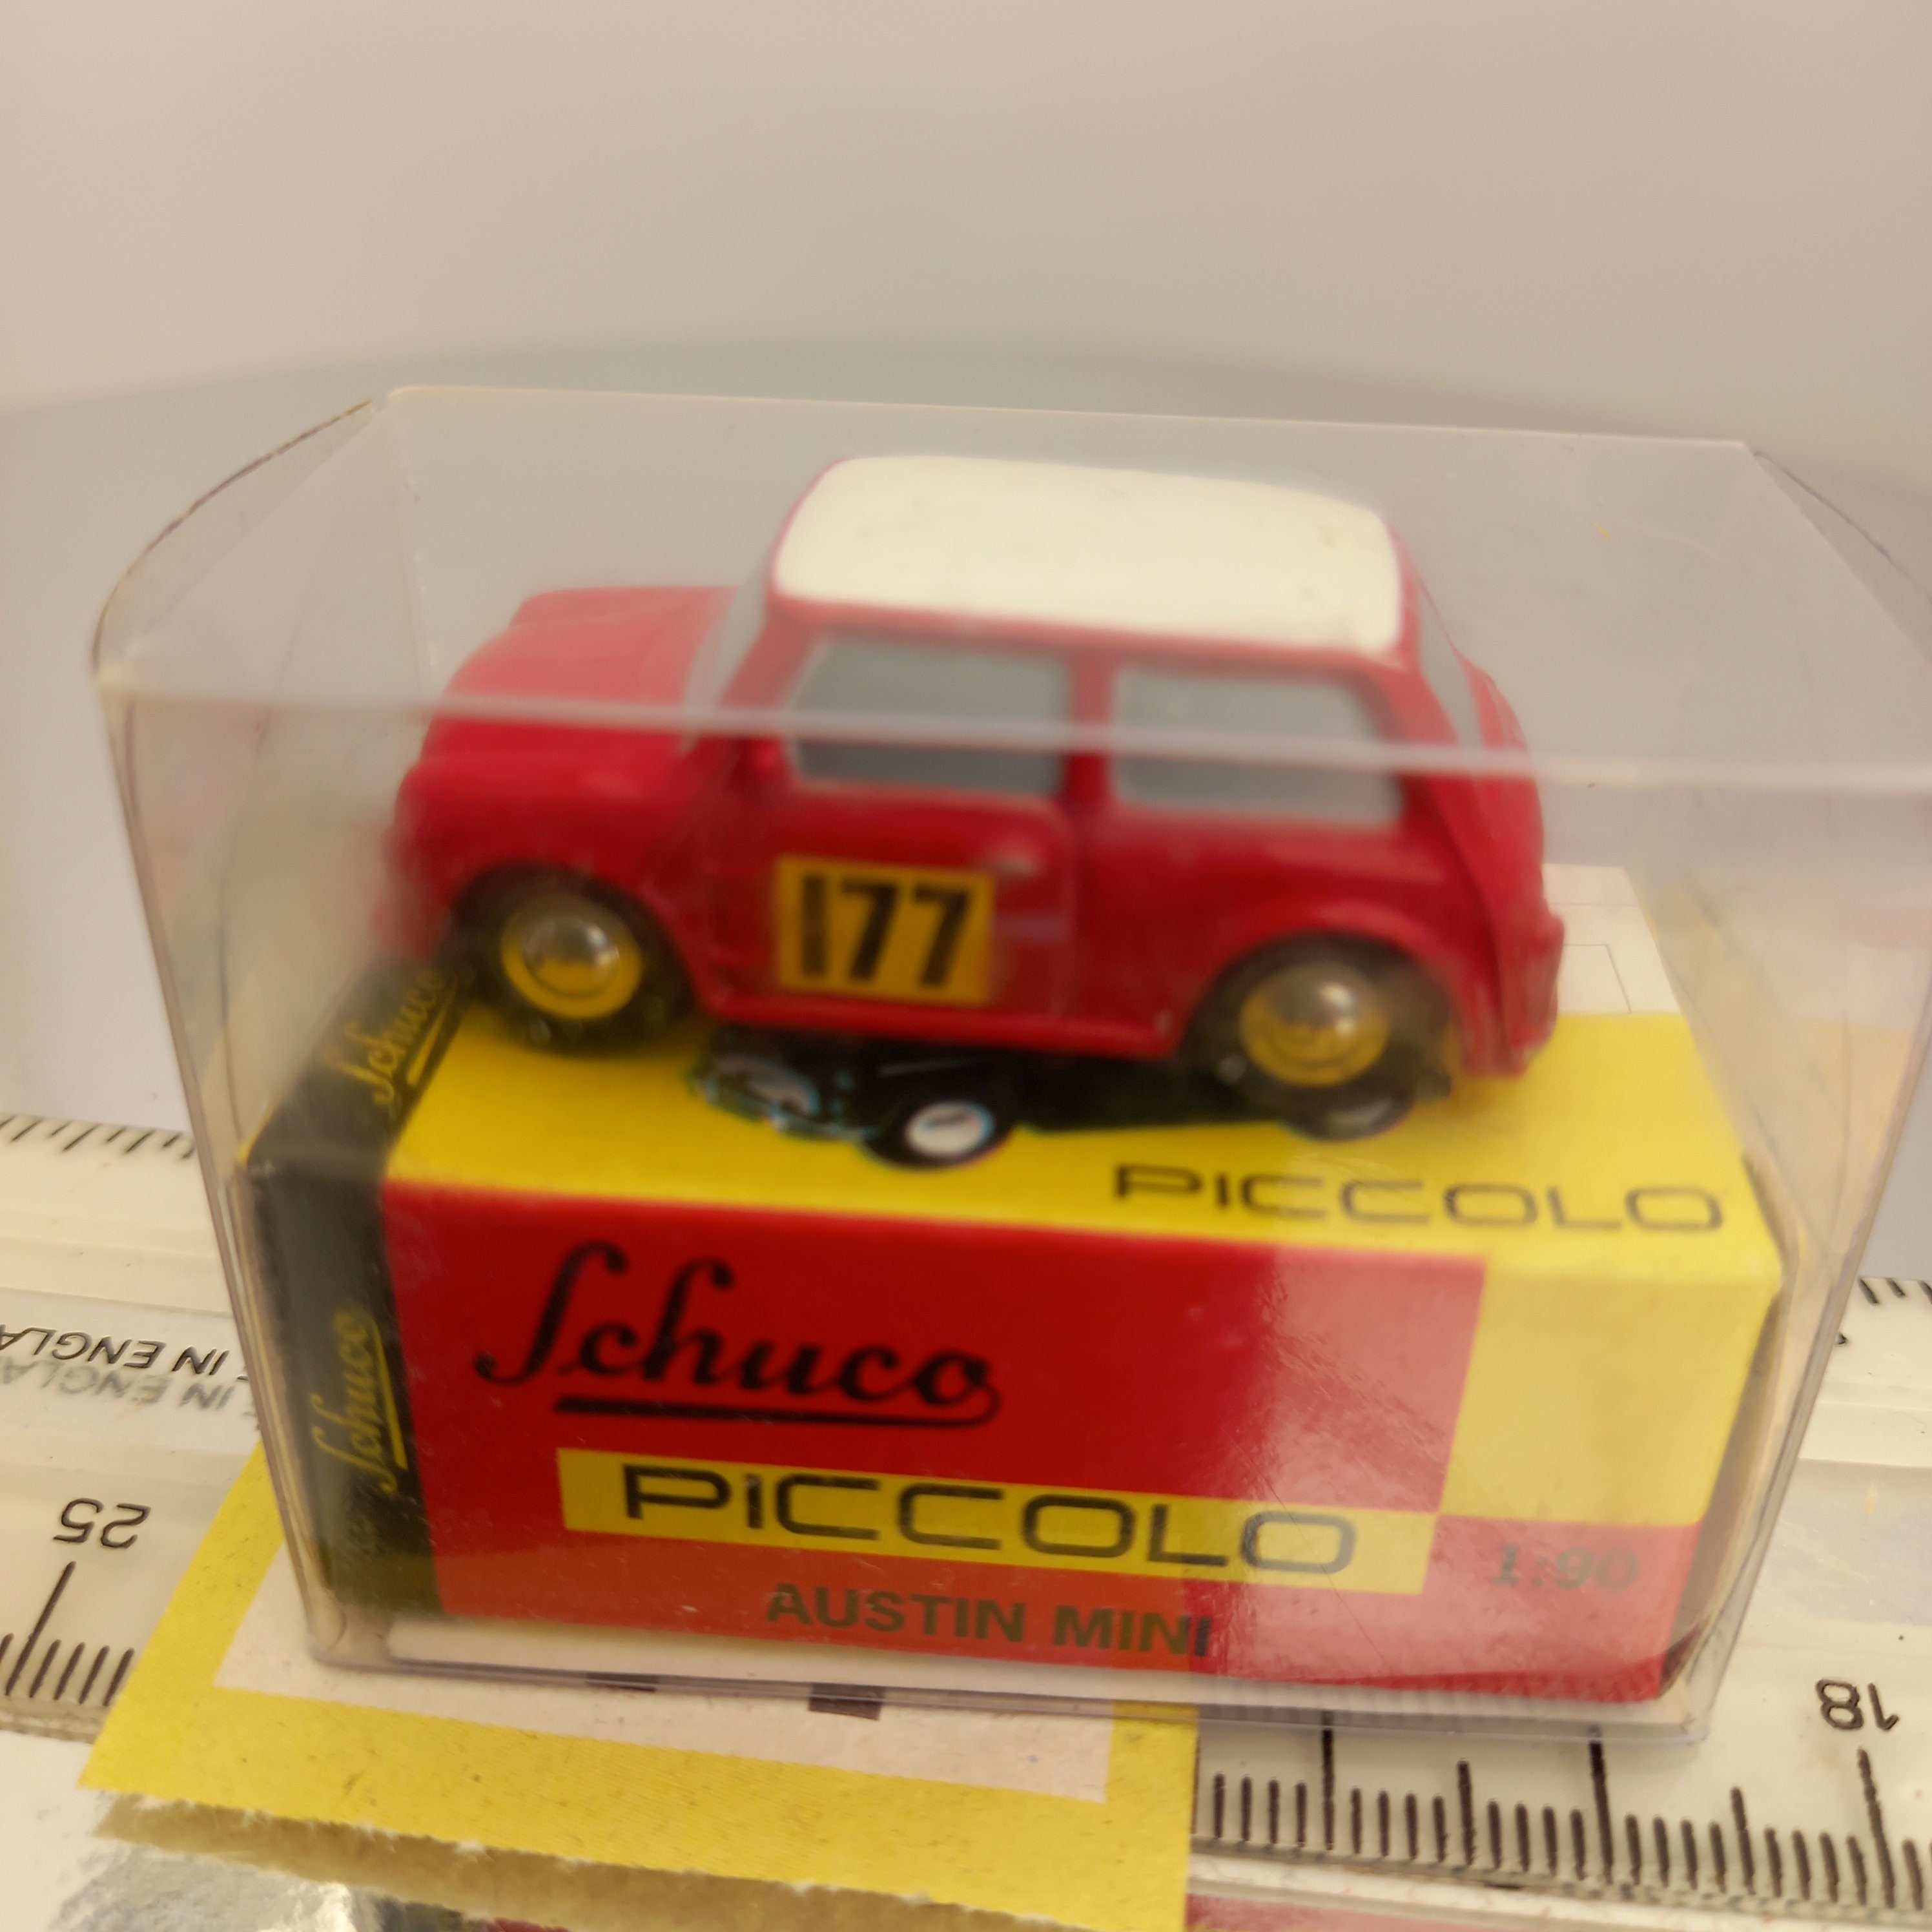 177
Schuco
PiCCOLO
Schuco
Schuco
PiCCOLO
1:90
AUSTIN MINI
IN ENGLA
25
18